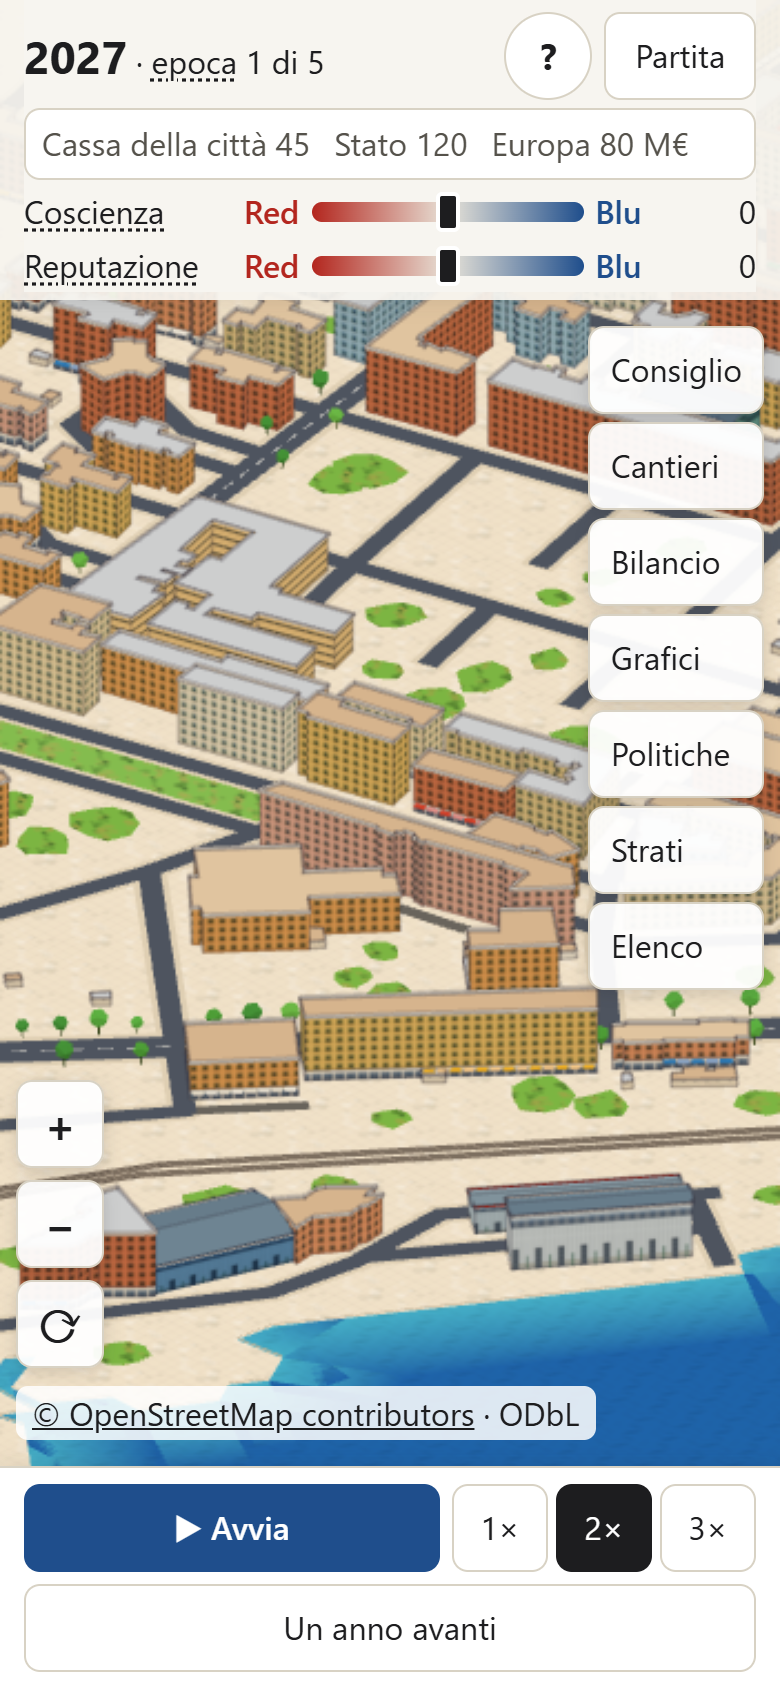 2027 · epoca 1 di 5
?
Partita
Cassa della città 45 Stato 120 Europa 80 M€
Coscienza Red Blu 0
Reputazione Red Blu 0
Consiglio
Cantieri
Bilancio
Grafici
Politiche
Strati
Elenco
+
−
© OpenStreetMap contributors · ODbL
▶ Avvia 1× 2× 3×
Un anno avanti